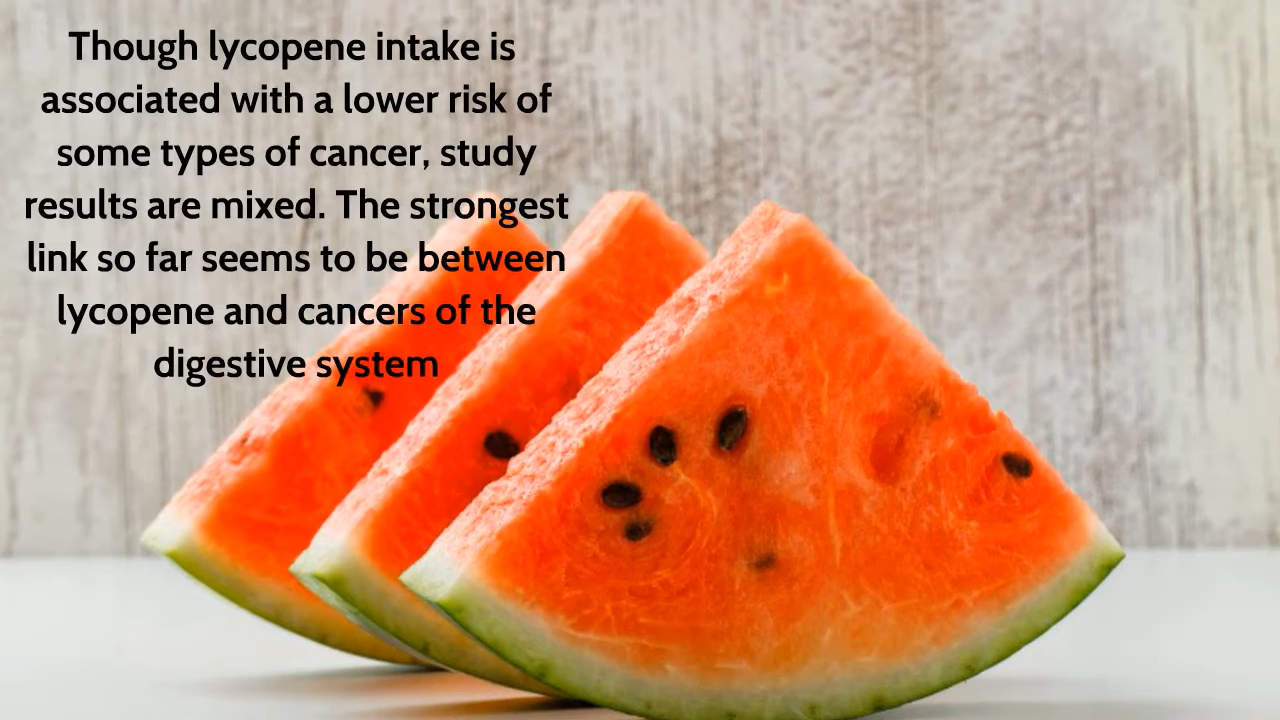 Though lycopene intake is
associated with a lower risk of
some types of cancer, study
results are mixed. The strongest
link so far seems to be between
lycopene and cancers of the
digestive system